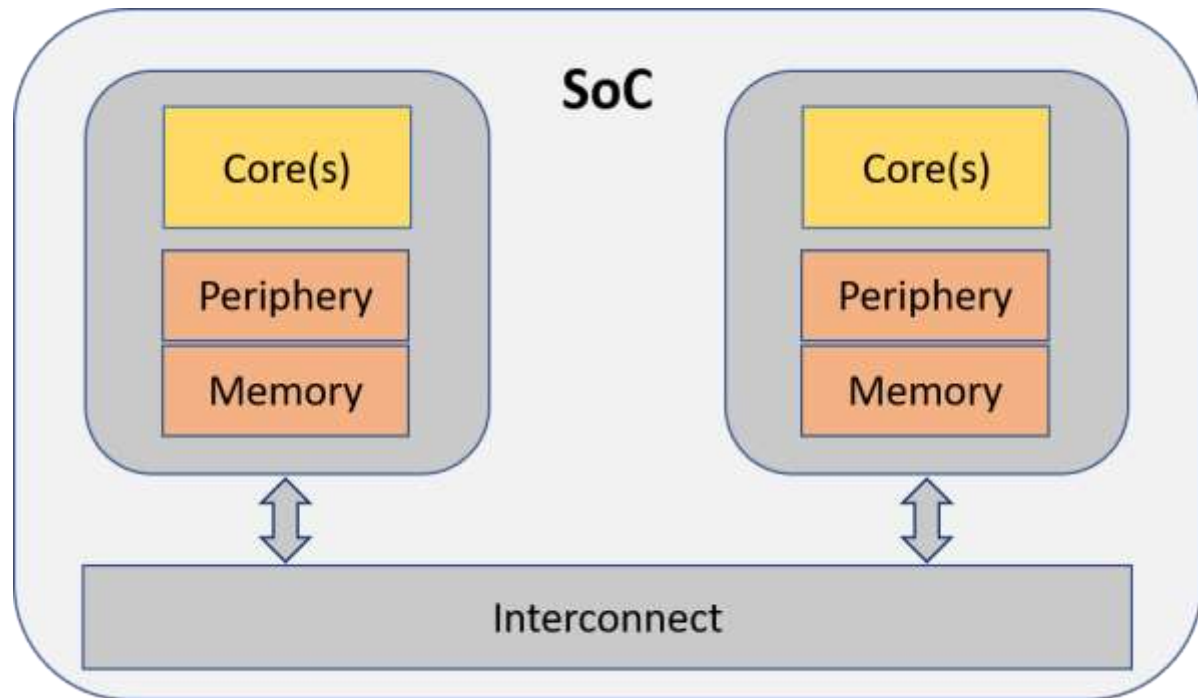 SoC
Core(s)
Periphery
Memory
Core(s)
Periphery
Memory
Interconnect